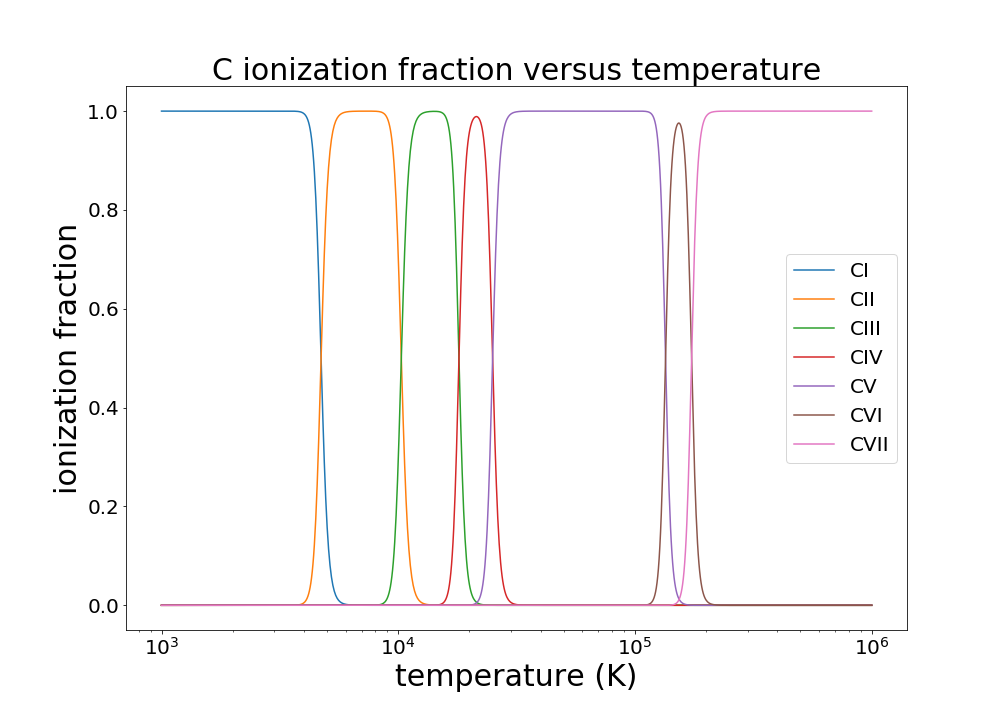 C ionization fraction versus temperature
ionization fraction
1.0
0.8
0.6
0.4
0.2
0.0
CI
CII
CIII
CIV
CV
CVI
CVII
10³
10⁴
10⁵
10⁶
temperature (K)